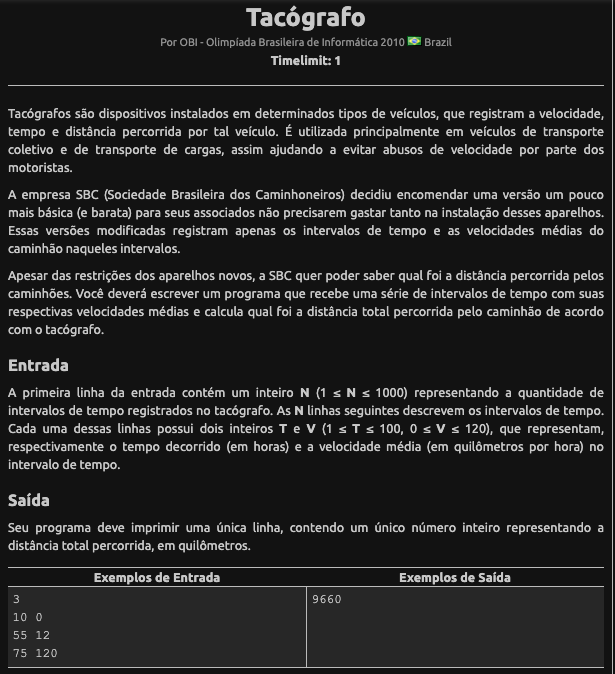 Tacógrafo
Por OBI - Olimpíada Brasileira de Informática 2010 Brazil
Timelimit: 1
Tacógrafos são dispositivos instalados em determinados tipos de veículos, que registram a velocidade,
tempo e distância percorrida por tal veículo. É utilizada principalmente em veículos de transporte
coletivo e de transporte de cargas, assim ajudando a evitar abusos de velocidade por parte dos
motoristas.
A empresa SBC (Sociedade Brasileira dos Caminhoneiros) decidiu encomendar uma versão um pouco
mais básica (e barata) para seus associados não precisarem gastar tanto na instalação desses aparelhos.
Essas versões modificadas registram apenas os intervalos de tempo e as velocidades médias do
caminhão naqueles intervalos.
Apesar das restrições dos aparelhos novos, a SBC quer poder saber qual foi a distância percorrida pelos
caminhões. Você deverá escrever um programa que recebe uma série de intervalos de tempo com suas
respectivas velocidades médias e calcula qual foi a distância total percorrida pelo caminhão de acordo
com o tacógrafo.
Entrada
A primeira linha da entrada contém um inteiro N (1 ≤ N ≤ 1000) representando a quantidade de
intervalos de tempo registrados no tacógrafo. As N linhas seguintes descrevem os intervalos de tempo.
Cada uma dessas linhas possui dois inteiros T e V (1 ≤ T ≤ 100, 0 ≤ V ≤ 120), que representam,
respectivamente o tempo decorrido (em horas) e a velocidade média (em quilômetros por hora) no
intervalo de tempo.
Saída
Seu programa deve imprimir uma única linha, contendo um único número inteiro representando a
distância total percorrida, em quilômetros.
Exemplos de Entrada Exemplos de Saída
3 9660
10 0
55 12
75 120